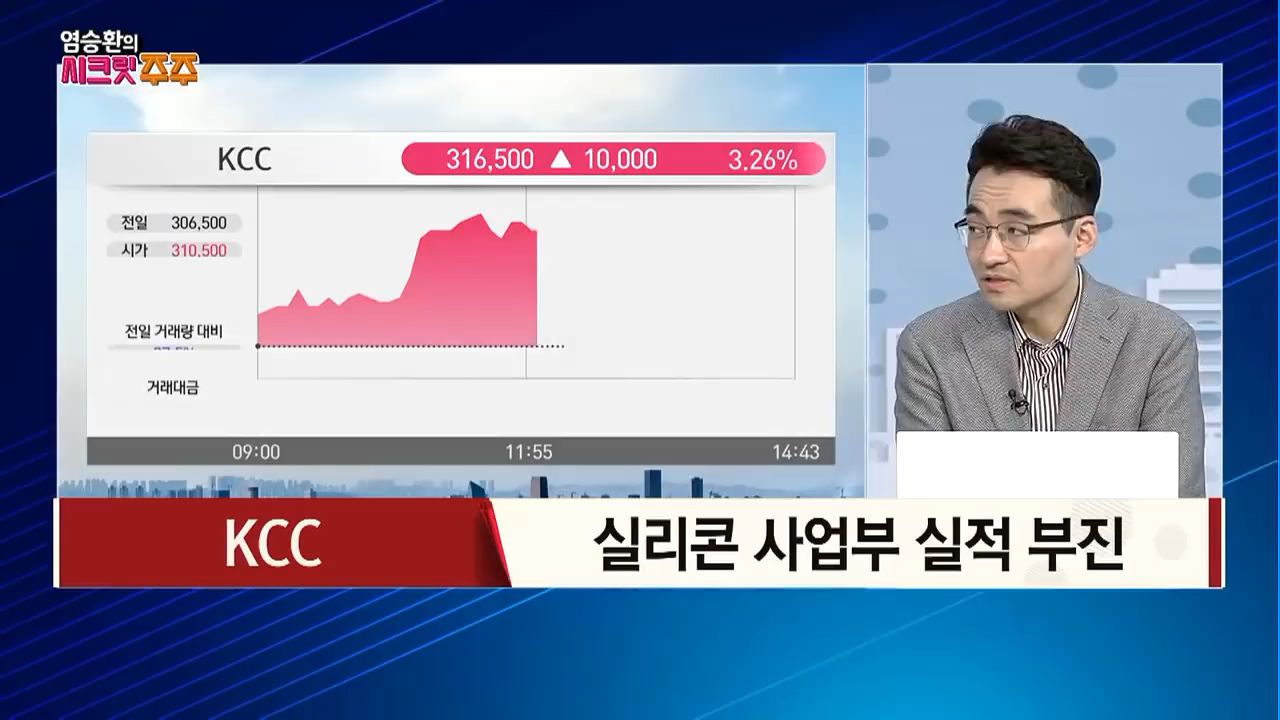 염승환의
시크릿 주주
KCC 316,500 ▲ 10,000 3.26%
전일 306,500
시가 310,500
전일 거래량 대비
거래대금
09:00 11:55 14:43
KCC 실리콘 사업부 실적 부진